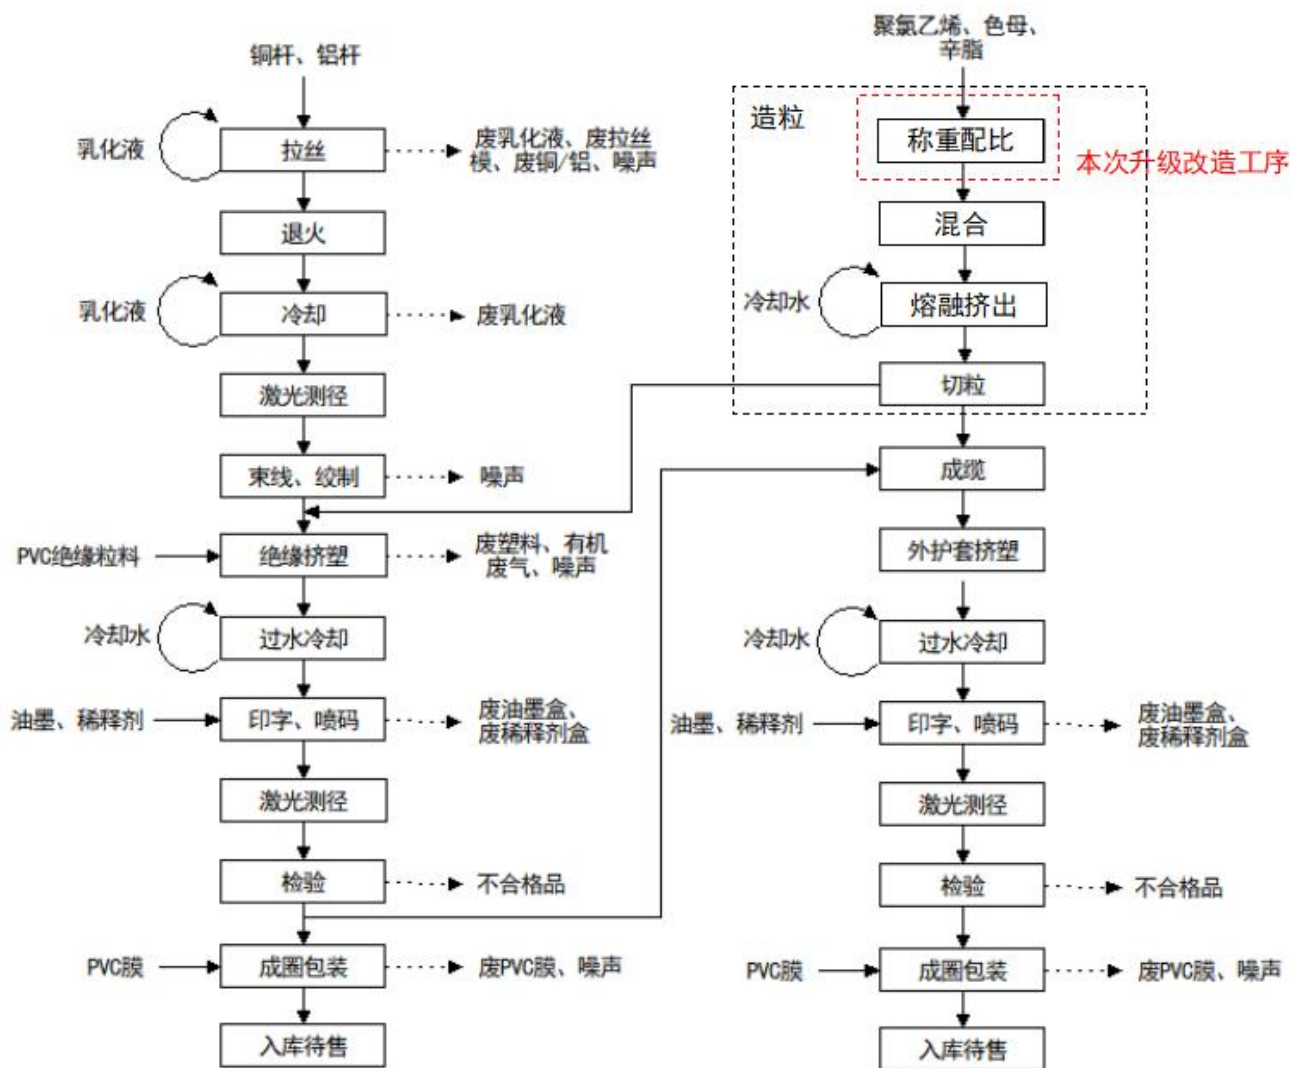 铜杆、铝杆
乳化液
拉丝
废乳化液、废拉丝
模、废铜/铝、噪声
退火
乳化液
冷却
废乳化液
激光测径
束线、绞制
噪声
PVC绝缘粒料
绝缘挤塑
废塑料、有机
废气、噪声
冷却水
过水冷却
油墨、稀释剂
印字、喷码
废油墨盒、
废稀释剂盒
激光测径
检验
不合格品
PVC膜
成圈包装
废PVC膜、噪声
入库待售
聚氯乙烯、色母、
辛脂
造粒
称重配比
本次升级改造工序
混合
冷却水
熔融挤出
切粒
成缆
外护套挤塑
冷却水
过水冷却
油墨、稀释剂
印字、喷码
废油墨盒、
废稀释剂盒
激光测径
检验
不合格品
PVC膜
成圈包装
废PVC膜、噪声
入库待售